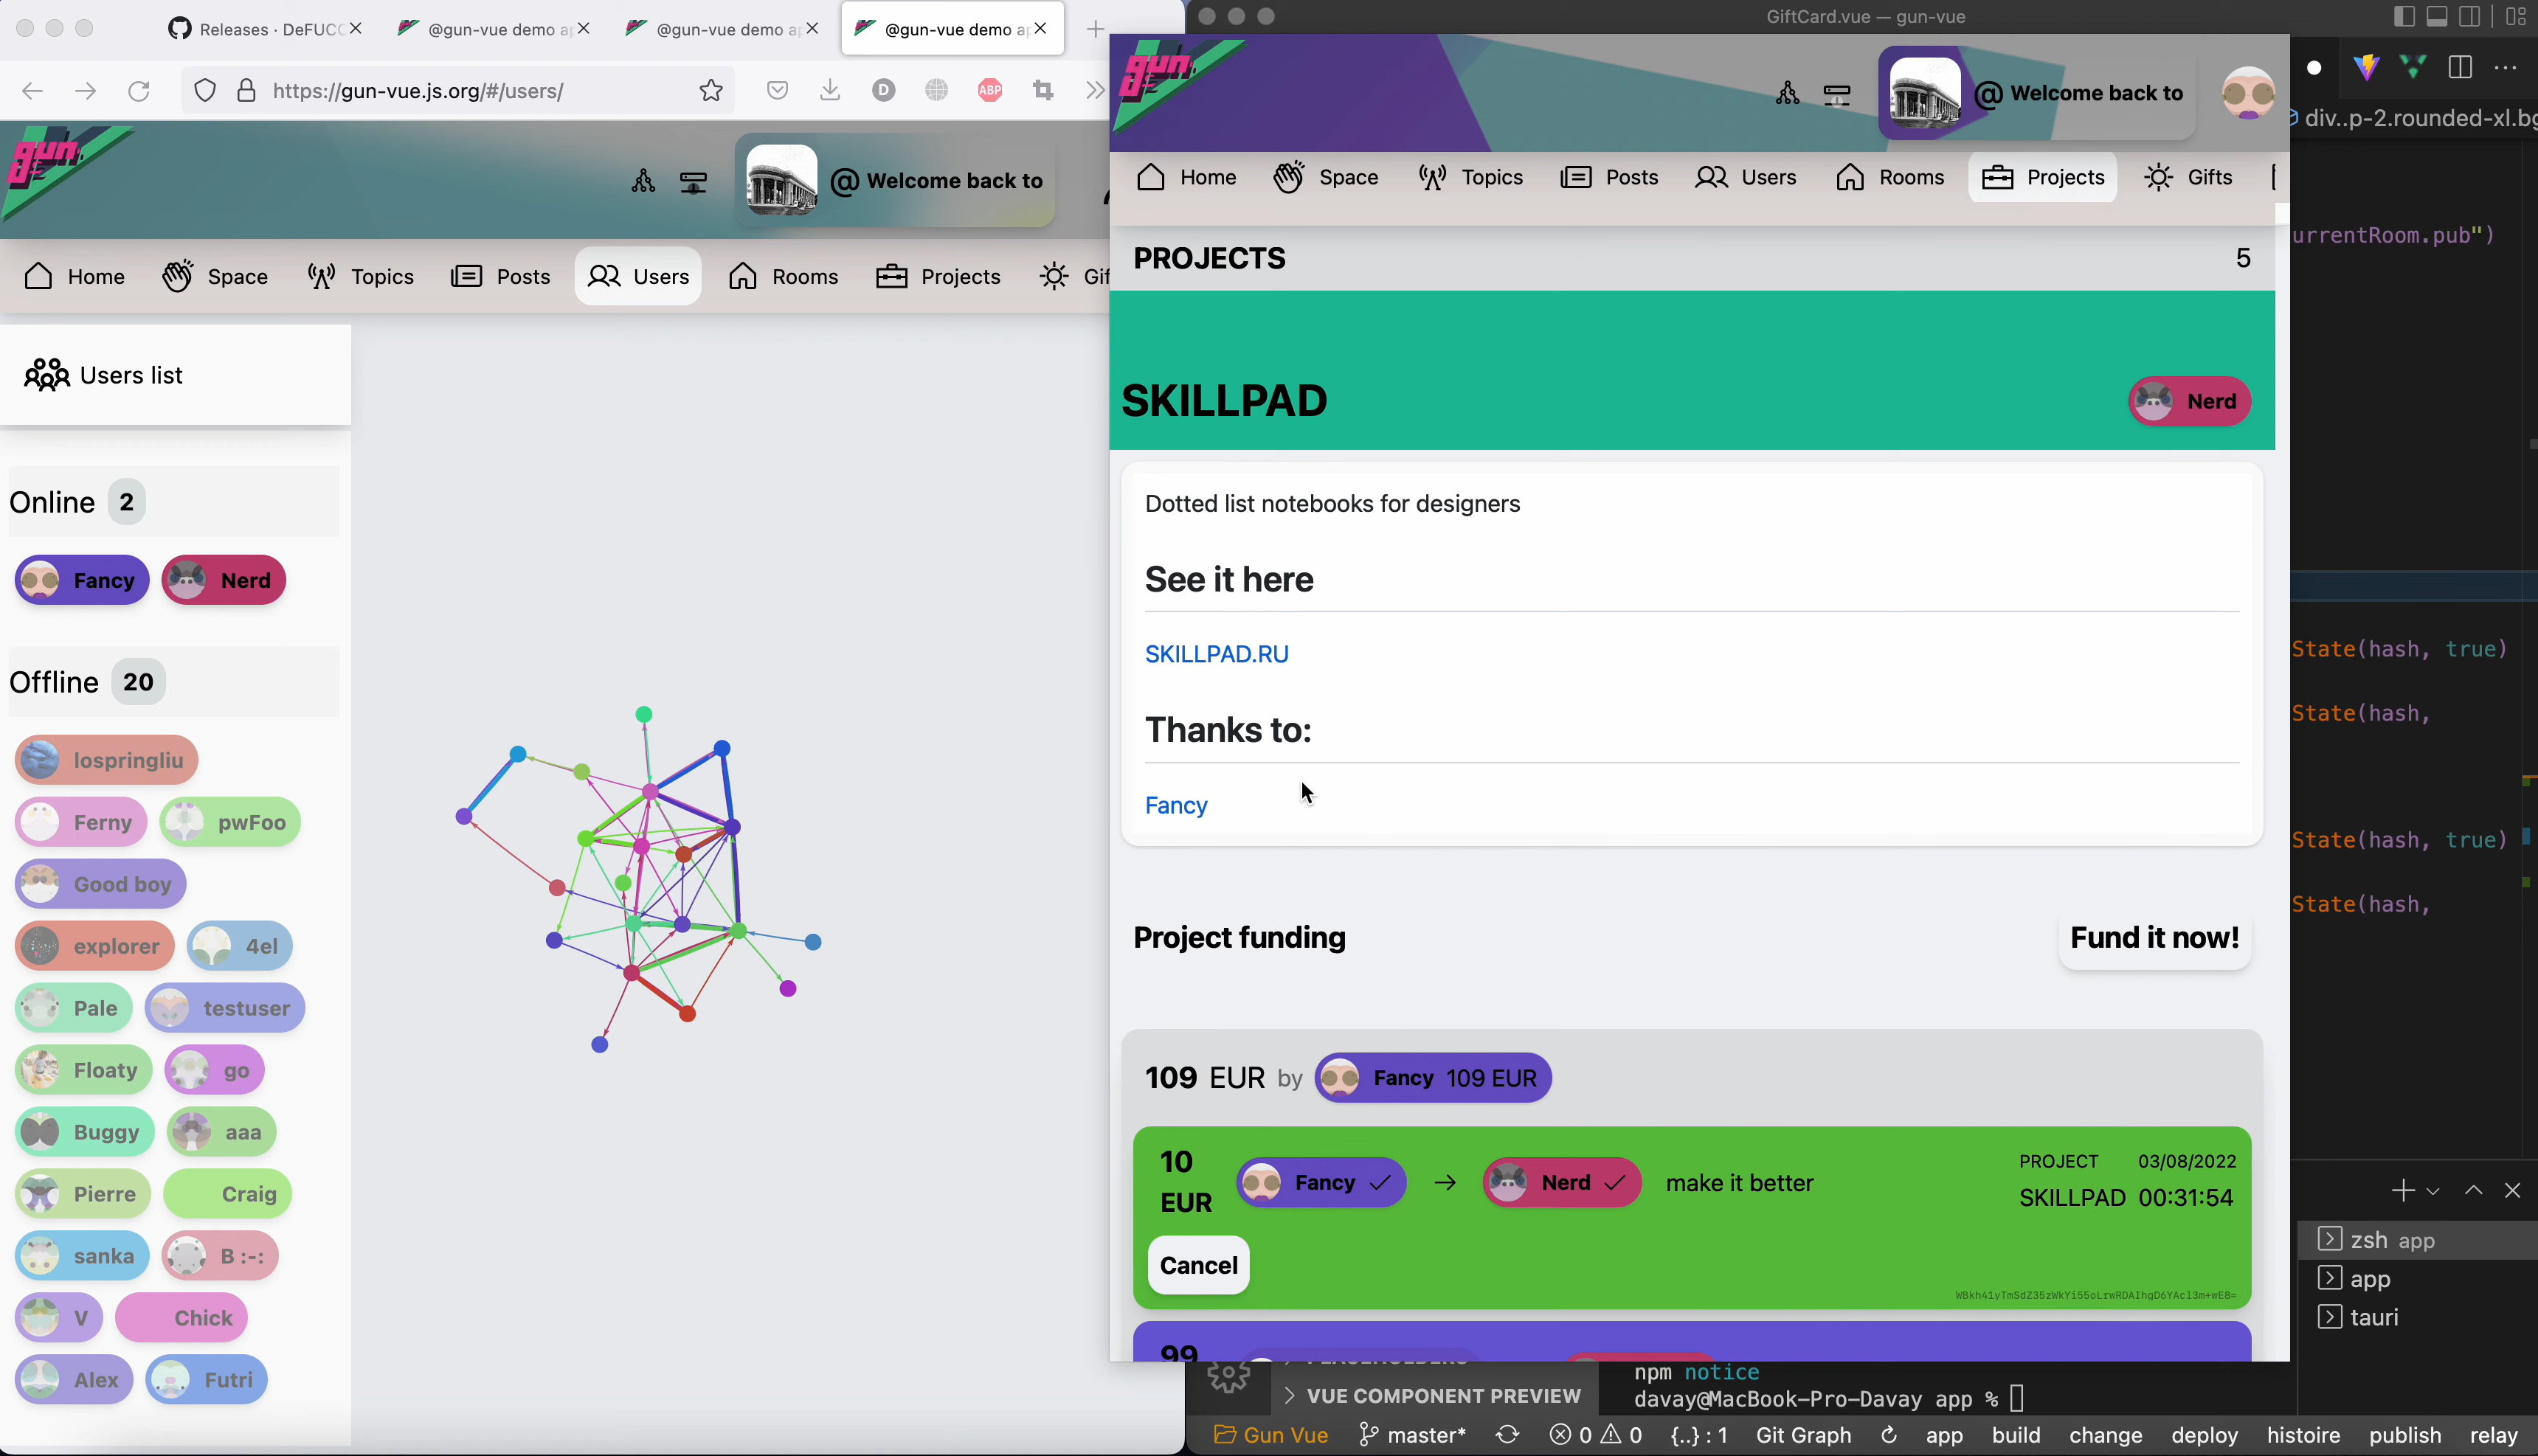 Releases · DeFUCC
@gun-vue demo a
@gun-vue demo a
@gun-vue demo a
https://gun-vue.js.org/#/users/
D
ABP
gun
@ Welcome back to
Home Space Topics Posts Users Rooms Projects Gif
Users list
Online 2
Fancy Nerd
Offline 20
lospringliu
Ferny pwFoo
Good boy
explorer 4el
Pale testuser
Floaty go
Buggy aaa
Pierre Craig
sanka B :-:
V Chick
Alex Futri
GiftCard.vue — gun-vue
gun
@ Welcome back to
Home Space Topics Posts Users Rooms Projects Gifts
PROJECTS 5
SKILLPAD Nerd
Dotted list notebooks for designers
See it here
SKILLPAD.RU
Thanks to:
Fancy
Project funding Fund it now!
109 EUR by Fancy 109 EUR
10 EUR Fancy → Nerd make it better
PROJECT 03/08/2022
SKILLPAD 00:31:54
Cancel
99
div..p-2.rounded-xl.bg
urrentRoom.pub")
State(hash, true)
State(hash,
State(hash, true)
State(hash,
zsh app
app
tauri
VUE COMPONENT PREVIEW
npm notice
davay@MacBook-Pro-Davay app %
Gun Vue master* 0 0 {..} : 1 Git Graph app build change deploy histoire publish relay